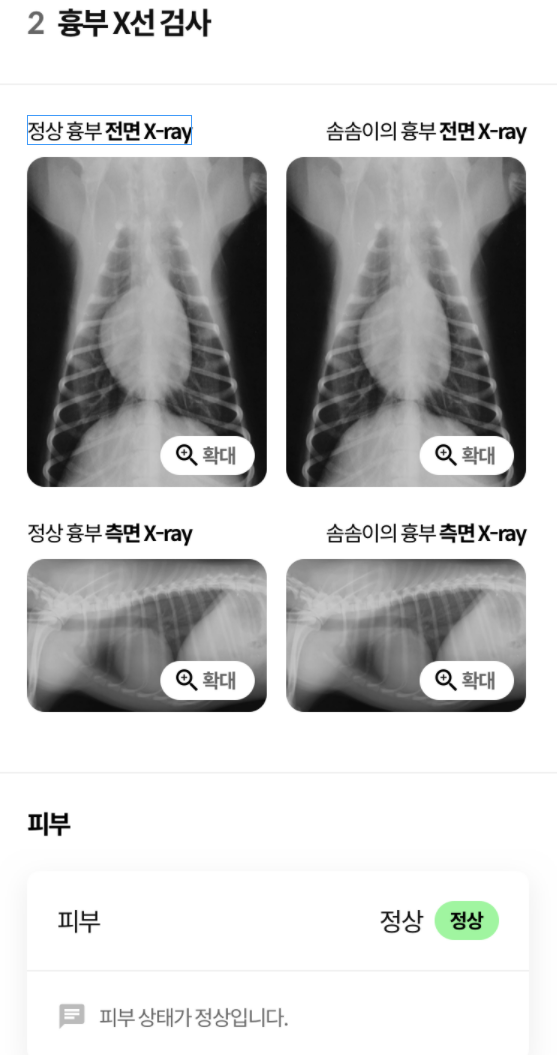 2 흉부 X선 검사
정상 흉부 전면 X-ray
솜솜이의 흉부 전면 X-ray
확대
확대
정상 흉부 측면 X-ray
솜솜이의 흉부 측면 X-ray
확대
확대
피부
피부 정상 정상
피부 상태가 정상입니다.